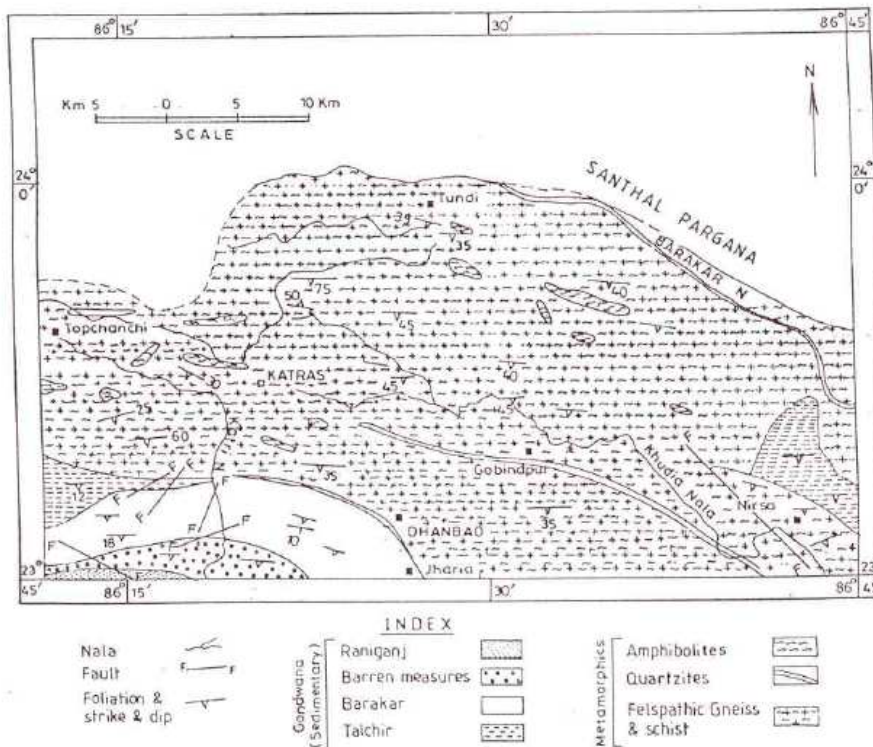 86° 15' 30' 86° 45'
N
Km 5 0 5 10 Km
SCALE
24° 0' 24° 0'
SANTHAL PARGANA
BARAKAR N
Tundi
39
35
75
50
40
45
Topchanchi
KATRAS
40
45
45
25
60
Gobindpur
Khudia Nala
35
Nirsa
12
DHANBAD
35
18
10
F F F F F F F F F
Jharia
23° 45' 23° 45'
86° 15' 30' 86° 45'
INDEX
Nala
Fault F F
Foliation & strike & dip
Gondwana (Sedimentary)
Raniganj
Barren measures
Barakar
Talchir
Metamorphics
Amphibolites
Quartzites
Felspathic Gneiss & schist